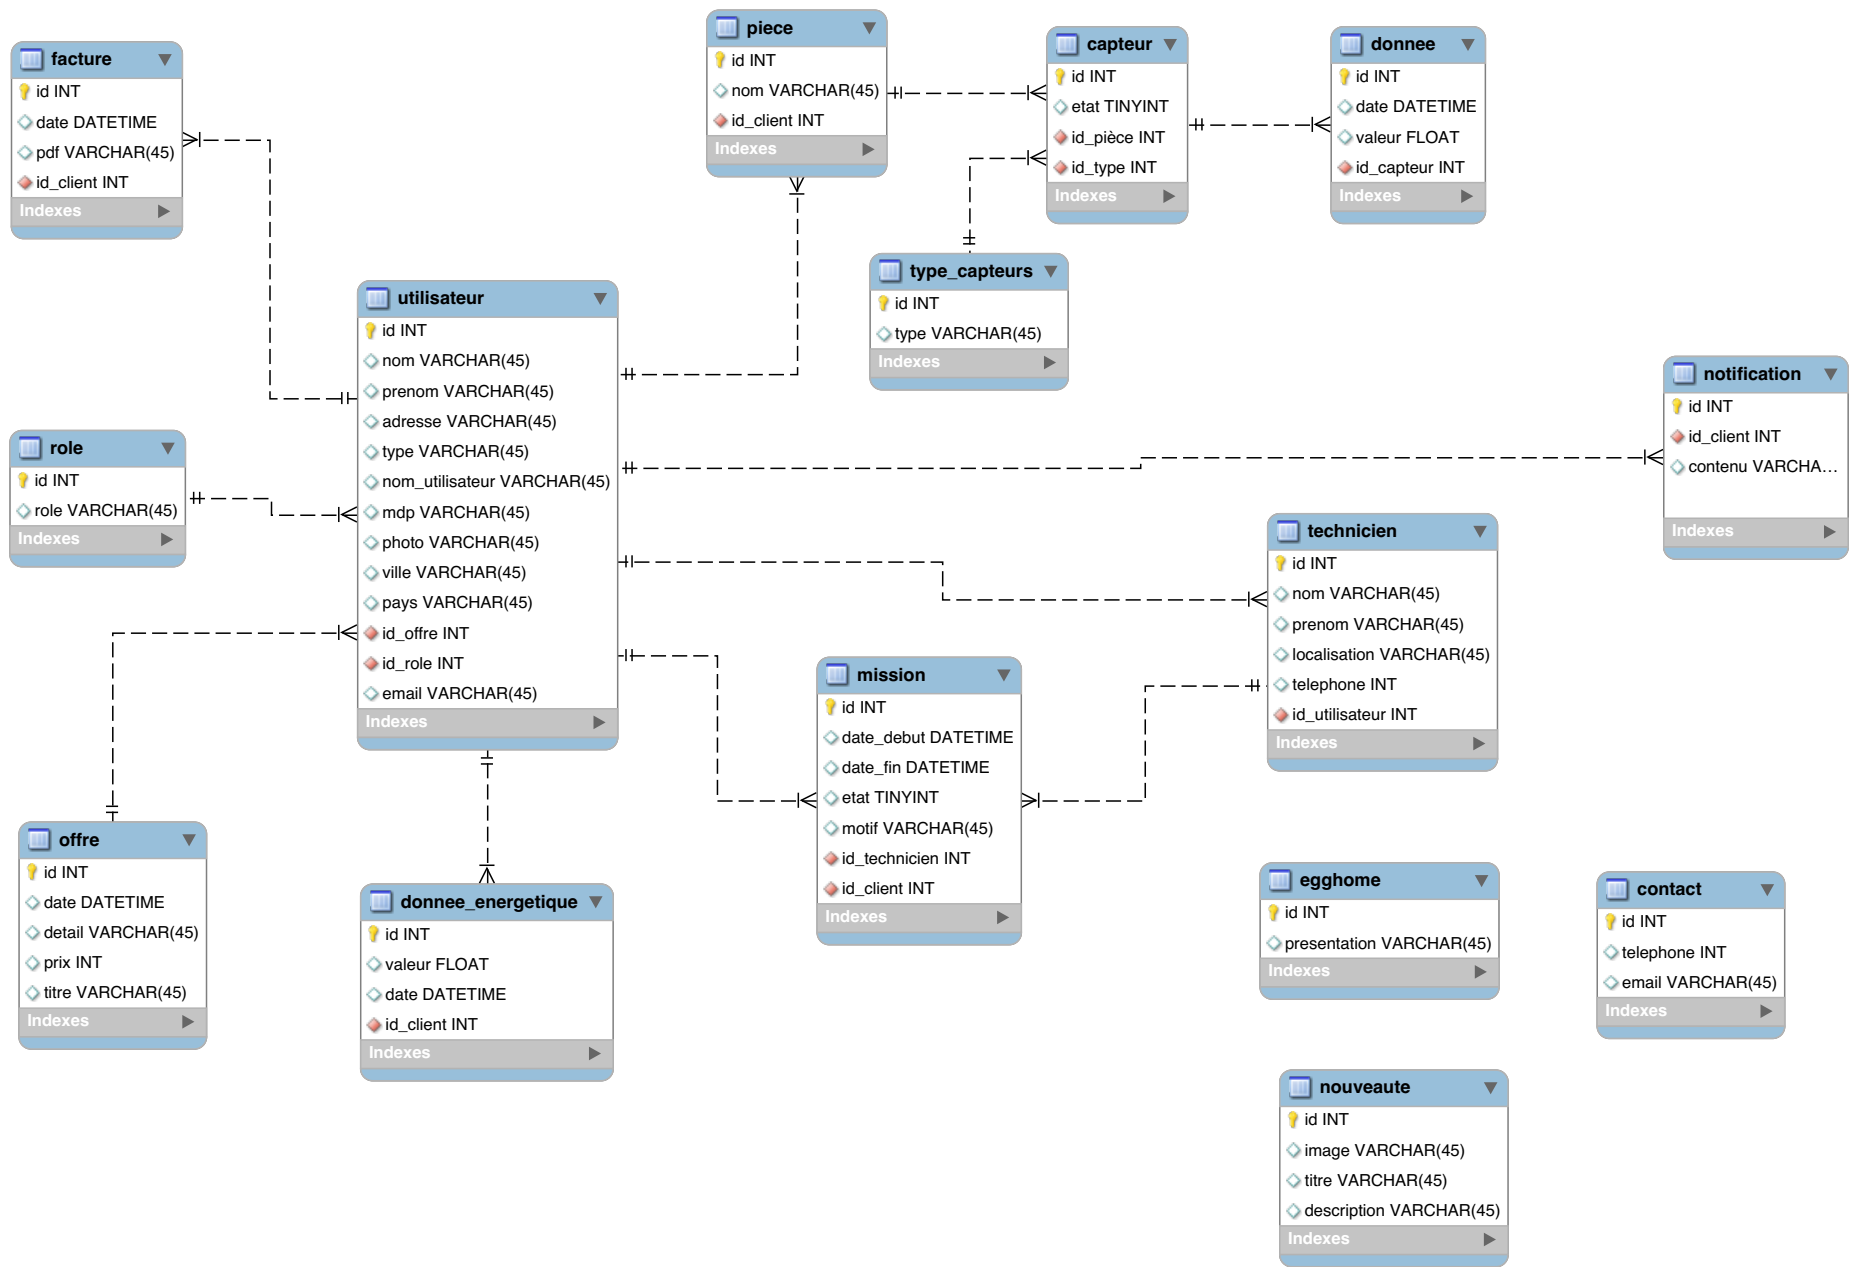 facture
id INT
date DATETIME
pdf VARCHAR(45)
id_client INT
Indexes
piece
id INT
nom VARCHAR(45)
id_client INT
Indexes
capteur
id INT
etat TINYINT
id_pièce INT
id_type INT
Indexes
donnee
id INT
date DATETIME
valeur FLOAT
id_capteur INT
Indexes
type_capteurs
id INT
type VARCHAR(45)
Indexes
utilisateur
id INT
nom VARCHAR(45)
prenom VARCHAR(45)
adresse VARCHAR(45)
type VARCHAR(45)
nom_utilisateur VARCHAR(45)
mdp VARCHAR(45)
photo VARCHAR(45)
ville VARCHAR(45)
pays VARCHAR(45)
id_offre INT
id_role INT
email VARCHAR(45)
Indexes
notification
id INT
id_client INT
contenu VARCHA...
Indexes
role
id INT
role VARCHAR(45)
Indexes
technicien
id INT
nom VARCHAR(45)
prenom VARCHAR(45)
localisation VARCHAR(45)
telephone INT
id_utilisateur INT
Indexes
mission
id INT
date_debut DATETIME
date_fin DATETIME
etat TINYINT
motif VARCHAR(45)
id_technicien INT
id_client INT
Indexes
offre
id INT
date DATETIME
detail VARCHAR(45)
prix INT
titre VARCHAR(45)
Indexes
donnee_energetique
id INT
valeur FLOAT
date DATETIME
id_client INT
Indexes
egghome
id INT
presentation VARCHAR(45)
Indexes
contact
id INT
telephone INT
email VARCHAR(45)
Indexes
nouveaute
id INT
image VARCHAR(45)
titre VARCHAR(45)
description VARCHAR(45)
Indexes